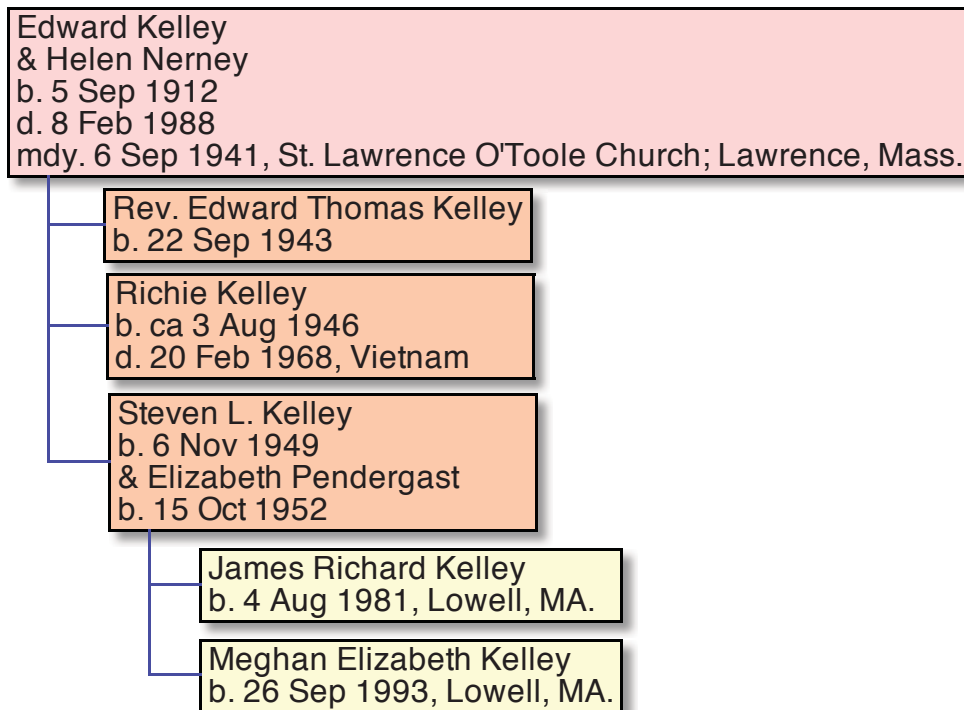 Edward Kelley
& Helen Nerney
b. 5 Sep 1912
d. 8 Feb 1988
mdy. 6 Sep 1941, St. Lawrence O'Toole Church; Lawrence, Mass.
Rev. Edward Thomas Kelley
b. 22 Sep 1943
Richie Kelley
b. ca 3 Aug 1946
d. 20 Feb 1968, Vietnam
Steven L. Kelley
b. 6 Nov 1949
& Elizabeth Pendergast
b. 15 Oct 1952
James Richard Kelley
b. 4 Aug 1981, Lowell, MA.
Meghan Elizabeth Kelley
b. 26 Sep 1993, Lowell, MA.